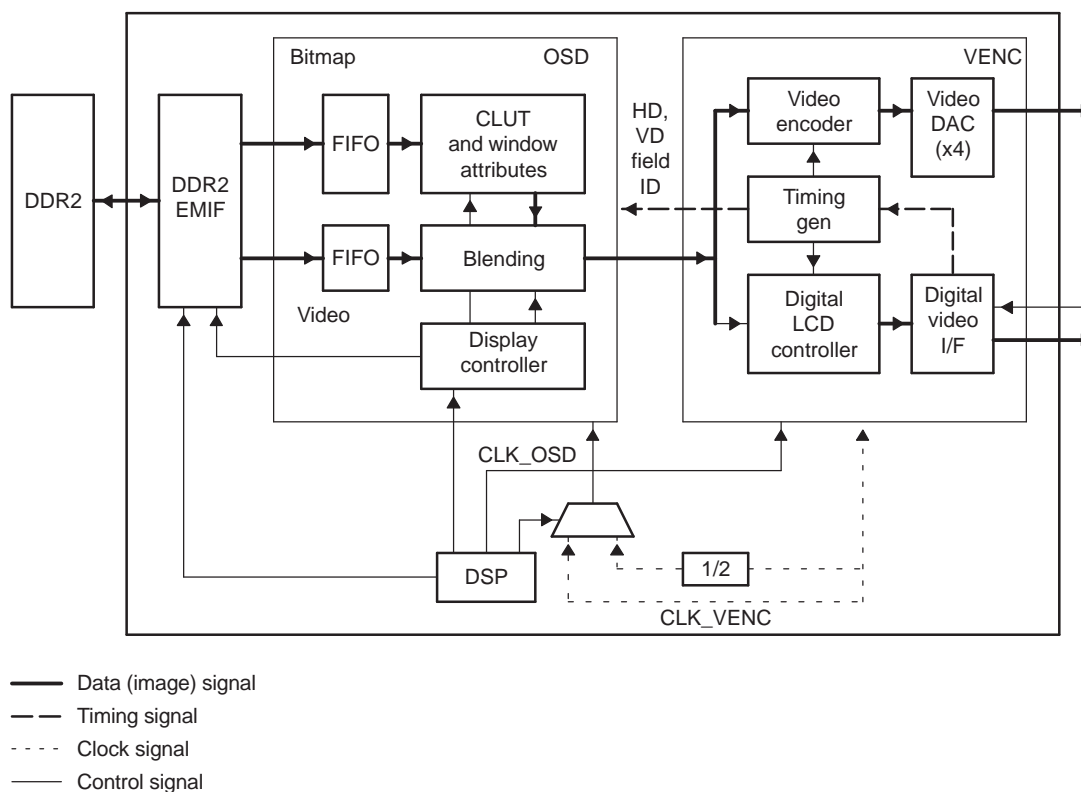 Bitmap
OSD
VENC
DDR2
DDR2
EMIF
FIFO
CLUT
and window
attributes
FIFO
Blending
Video
Display
controller
HD,
VD
field
ID
Video
encoder
Video
DAC
(x4)
Timing
gen
Digital
LCD
controller
Digital
video
I/F
CLK_OSD
DSP
1/2
CLK_VENC
Data (image) signal
Timing signal
Clock signal
Control signal